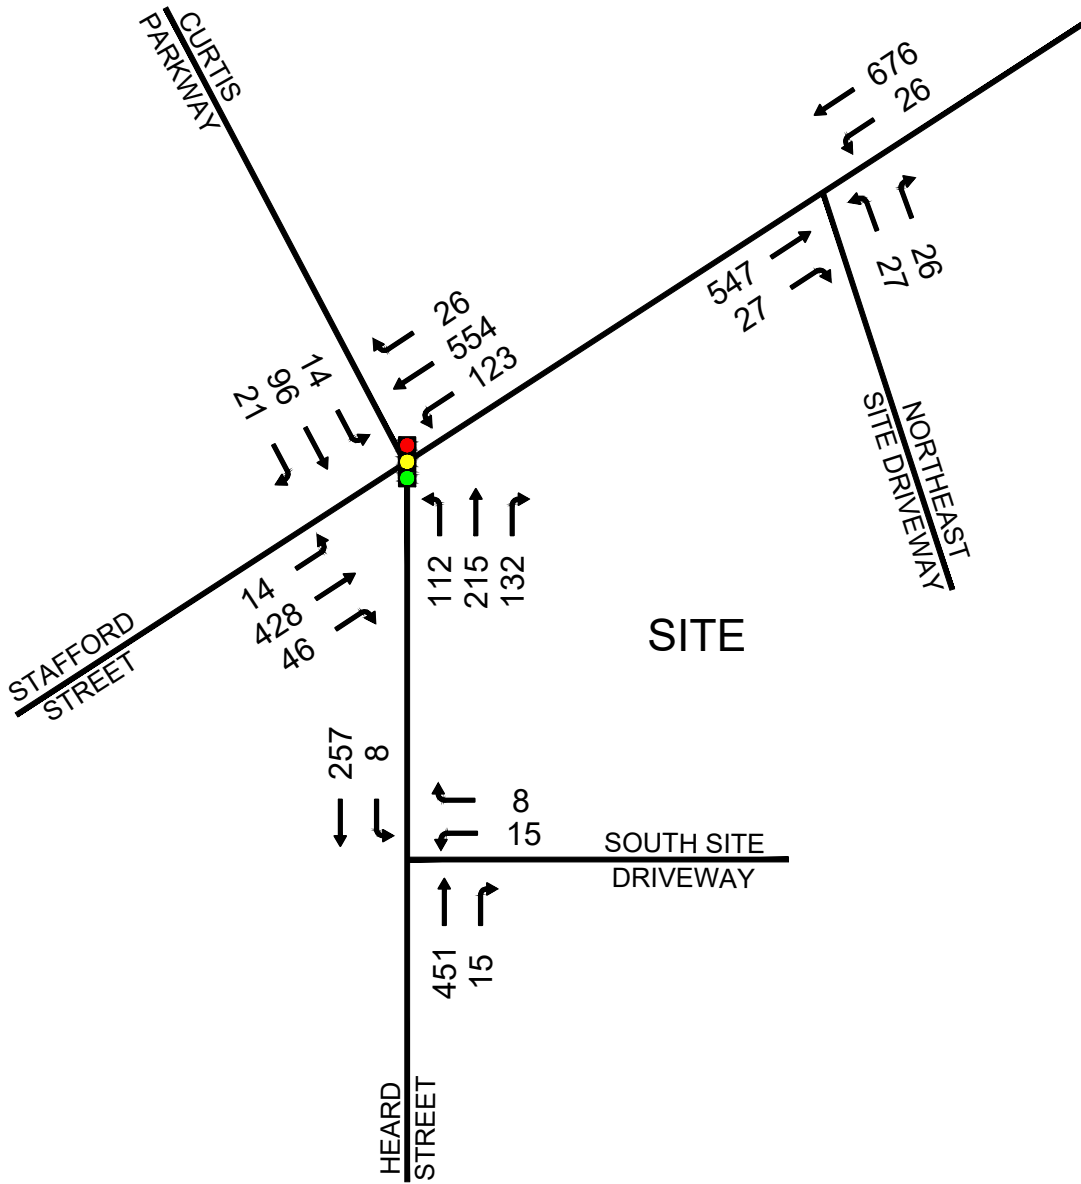 CURTIS
PARKWAY
676
26
547
27
27
26
NORTHEAST
SITE DRIVEWAY
26
554
123
21
96
14
112
215
132
14
428
46
STAFFORD
STREET
SITE
257
8
8
15
SOUTH SITE
DRIVEWAY
451
15
HEARD
STREET